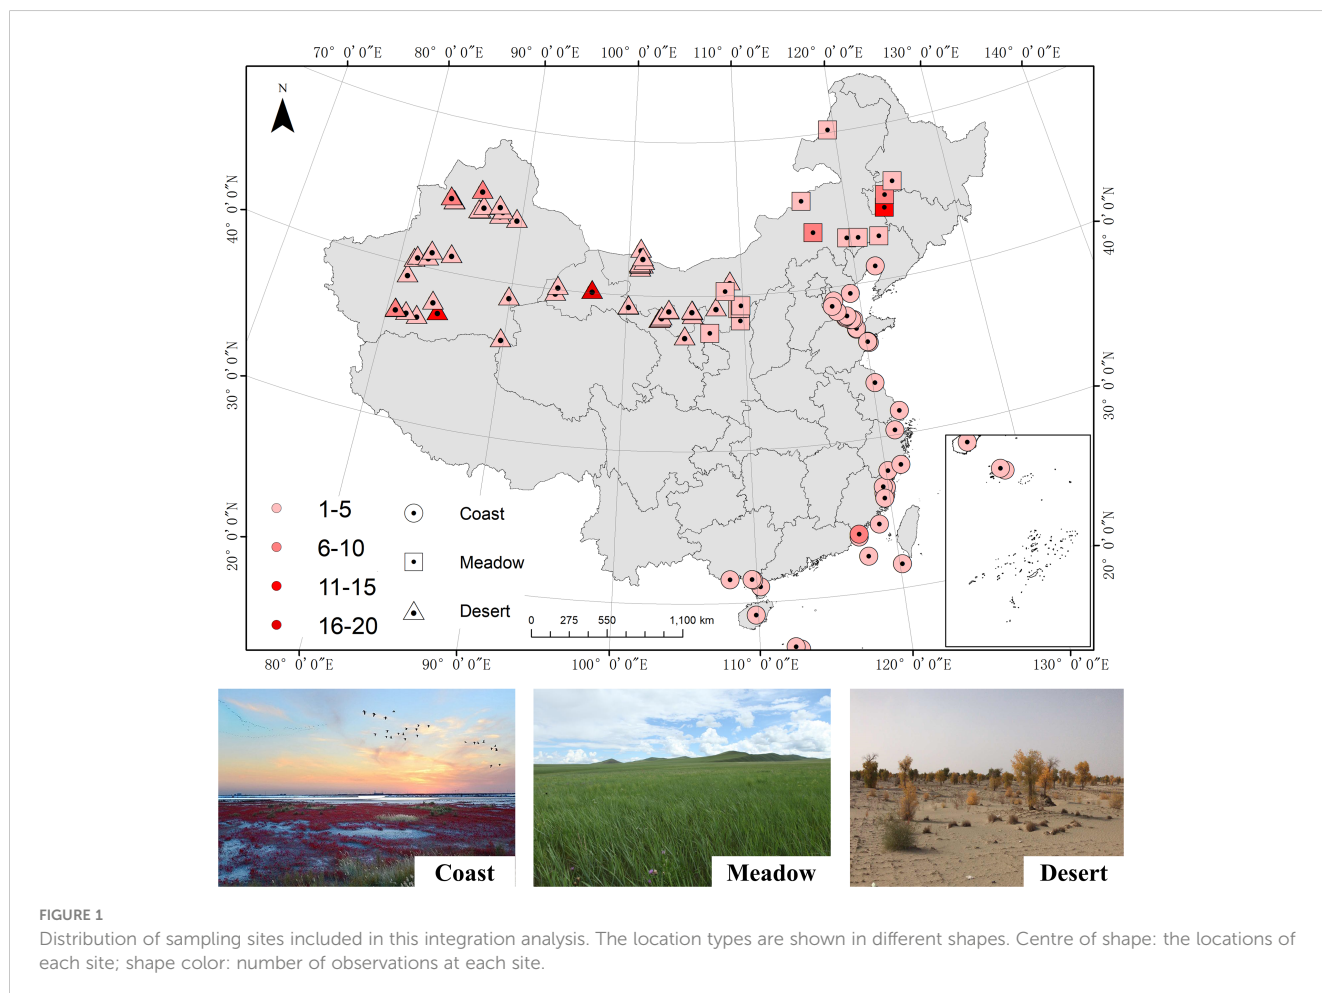 70° 0'0"E 80° 0'0"E 90° 0'0"E 100° 0'0"E 110° 0'0"E 120° 0'0"E 130° 0'0"E 140° 0'0"E
N
40° 0'0"N
40° 0'0"N
30° 0'0"N
30° 0'0"N
20° 0'0"N
20° 0'0"N
1-5
Coast
6-10
Meadow
11-15
Desert
16-20
0 275 550 1,100 km
80° 0'0"E 90° 0'0"E 100° 0'0"E 110° 0'0"E 120° 0'0"E 130° 0'0"E
Coast
Meadow
Desert
FIGURE 1
Distribution of sampling sites included in this integration analysis. The location types are shown in different shapes. Centre of shape: the locations of
each site; shape color: number of observations at each site.